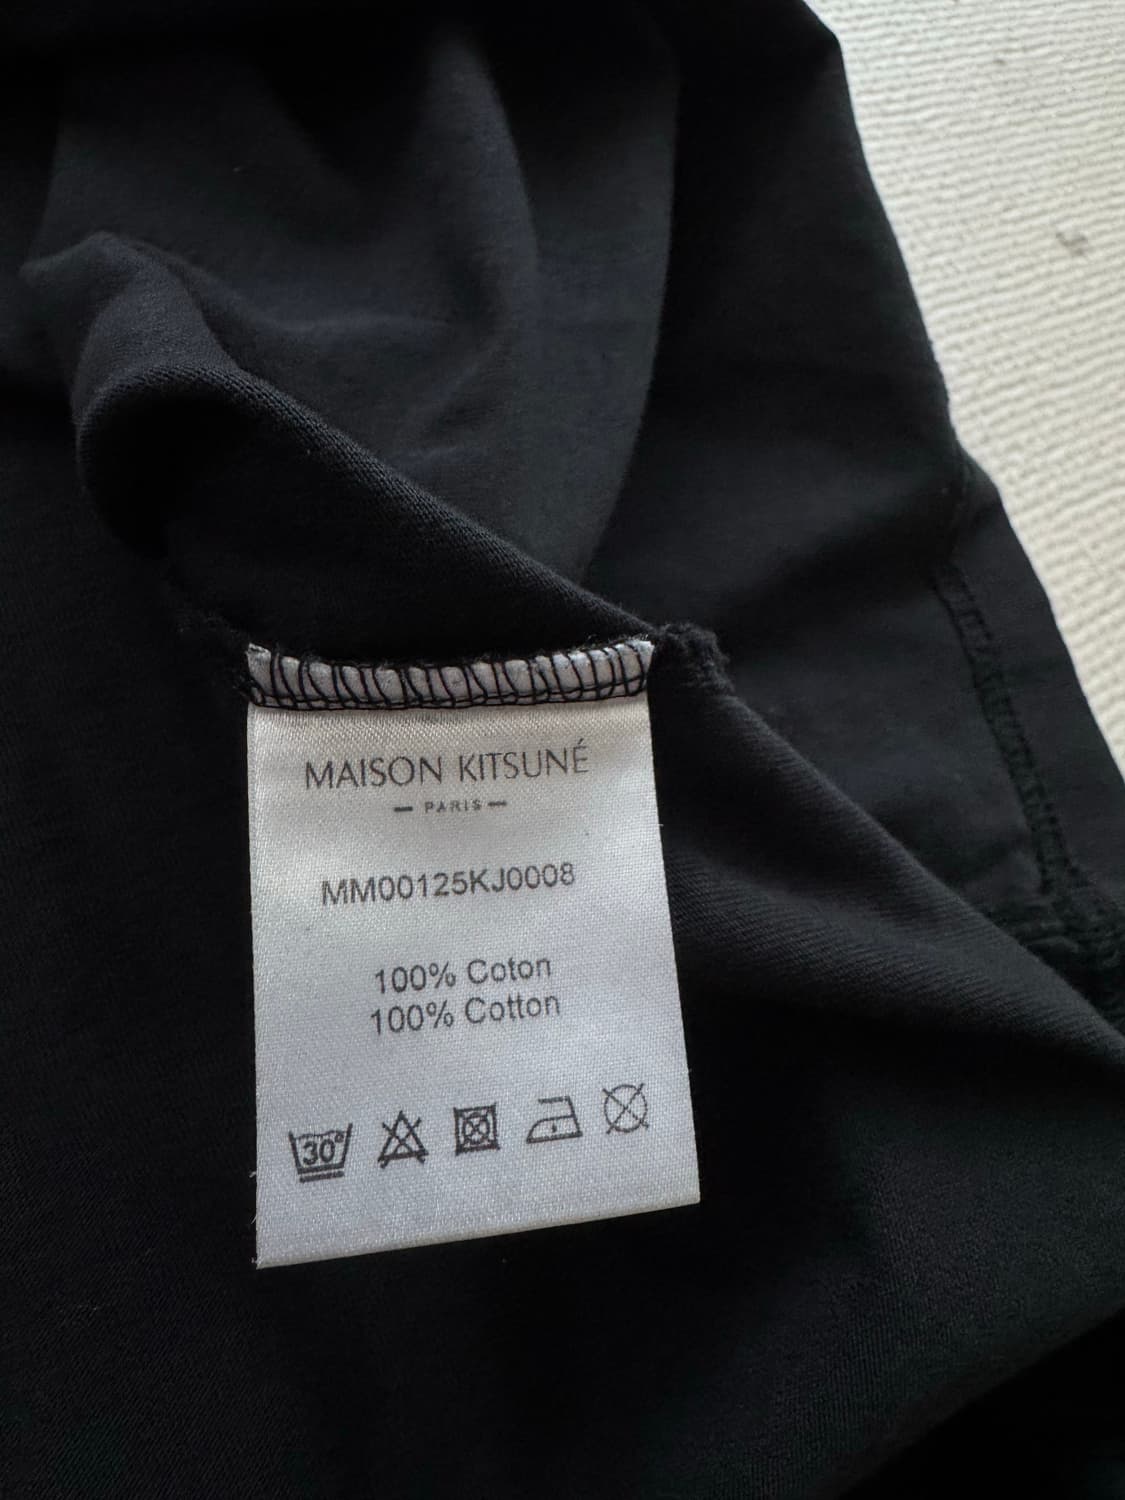 MAISON KITSUNÉ
— PARIS —
MM00125KJ0008
100% Coton
100% Cotton
30°